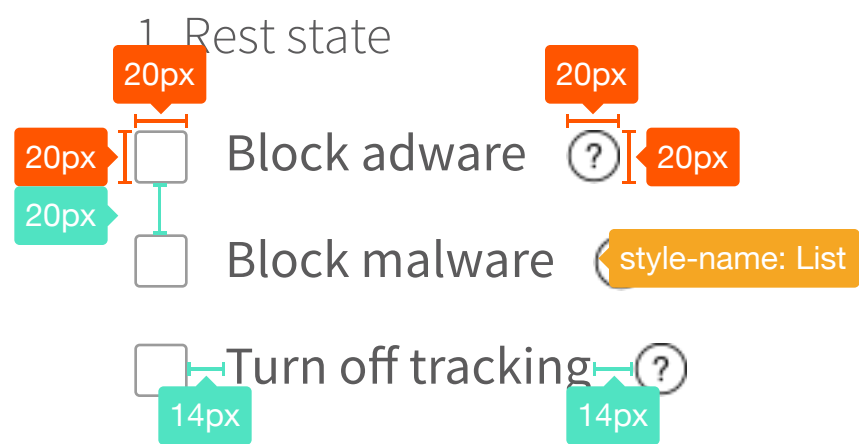 1. Rest state
20px 20px
20px Block adware ? 20px
20px
Block malware style-name: List
Turn off tracking ?
14px 14px